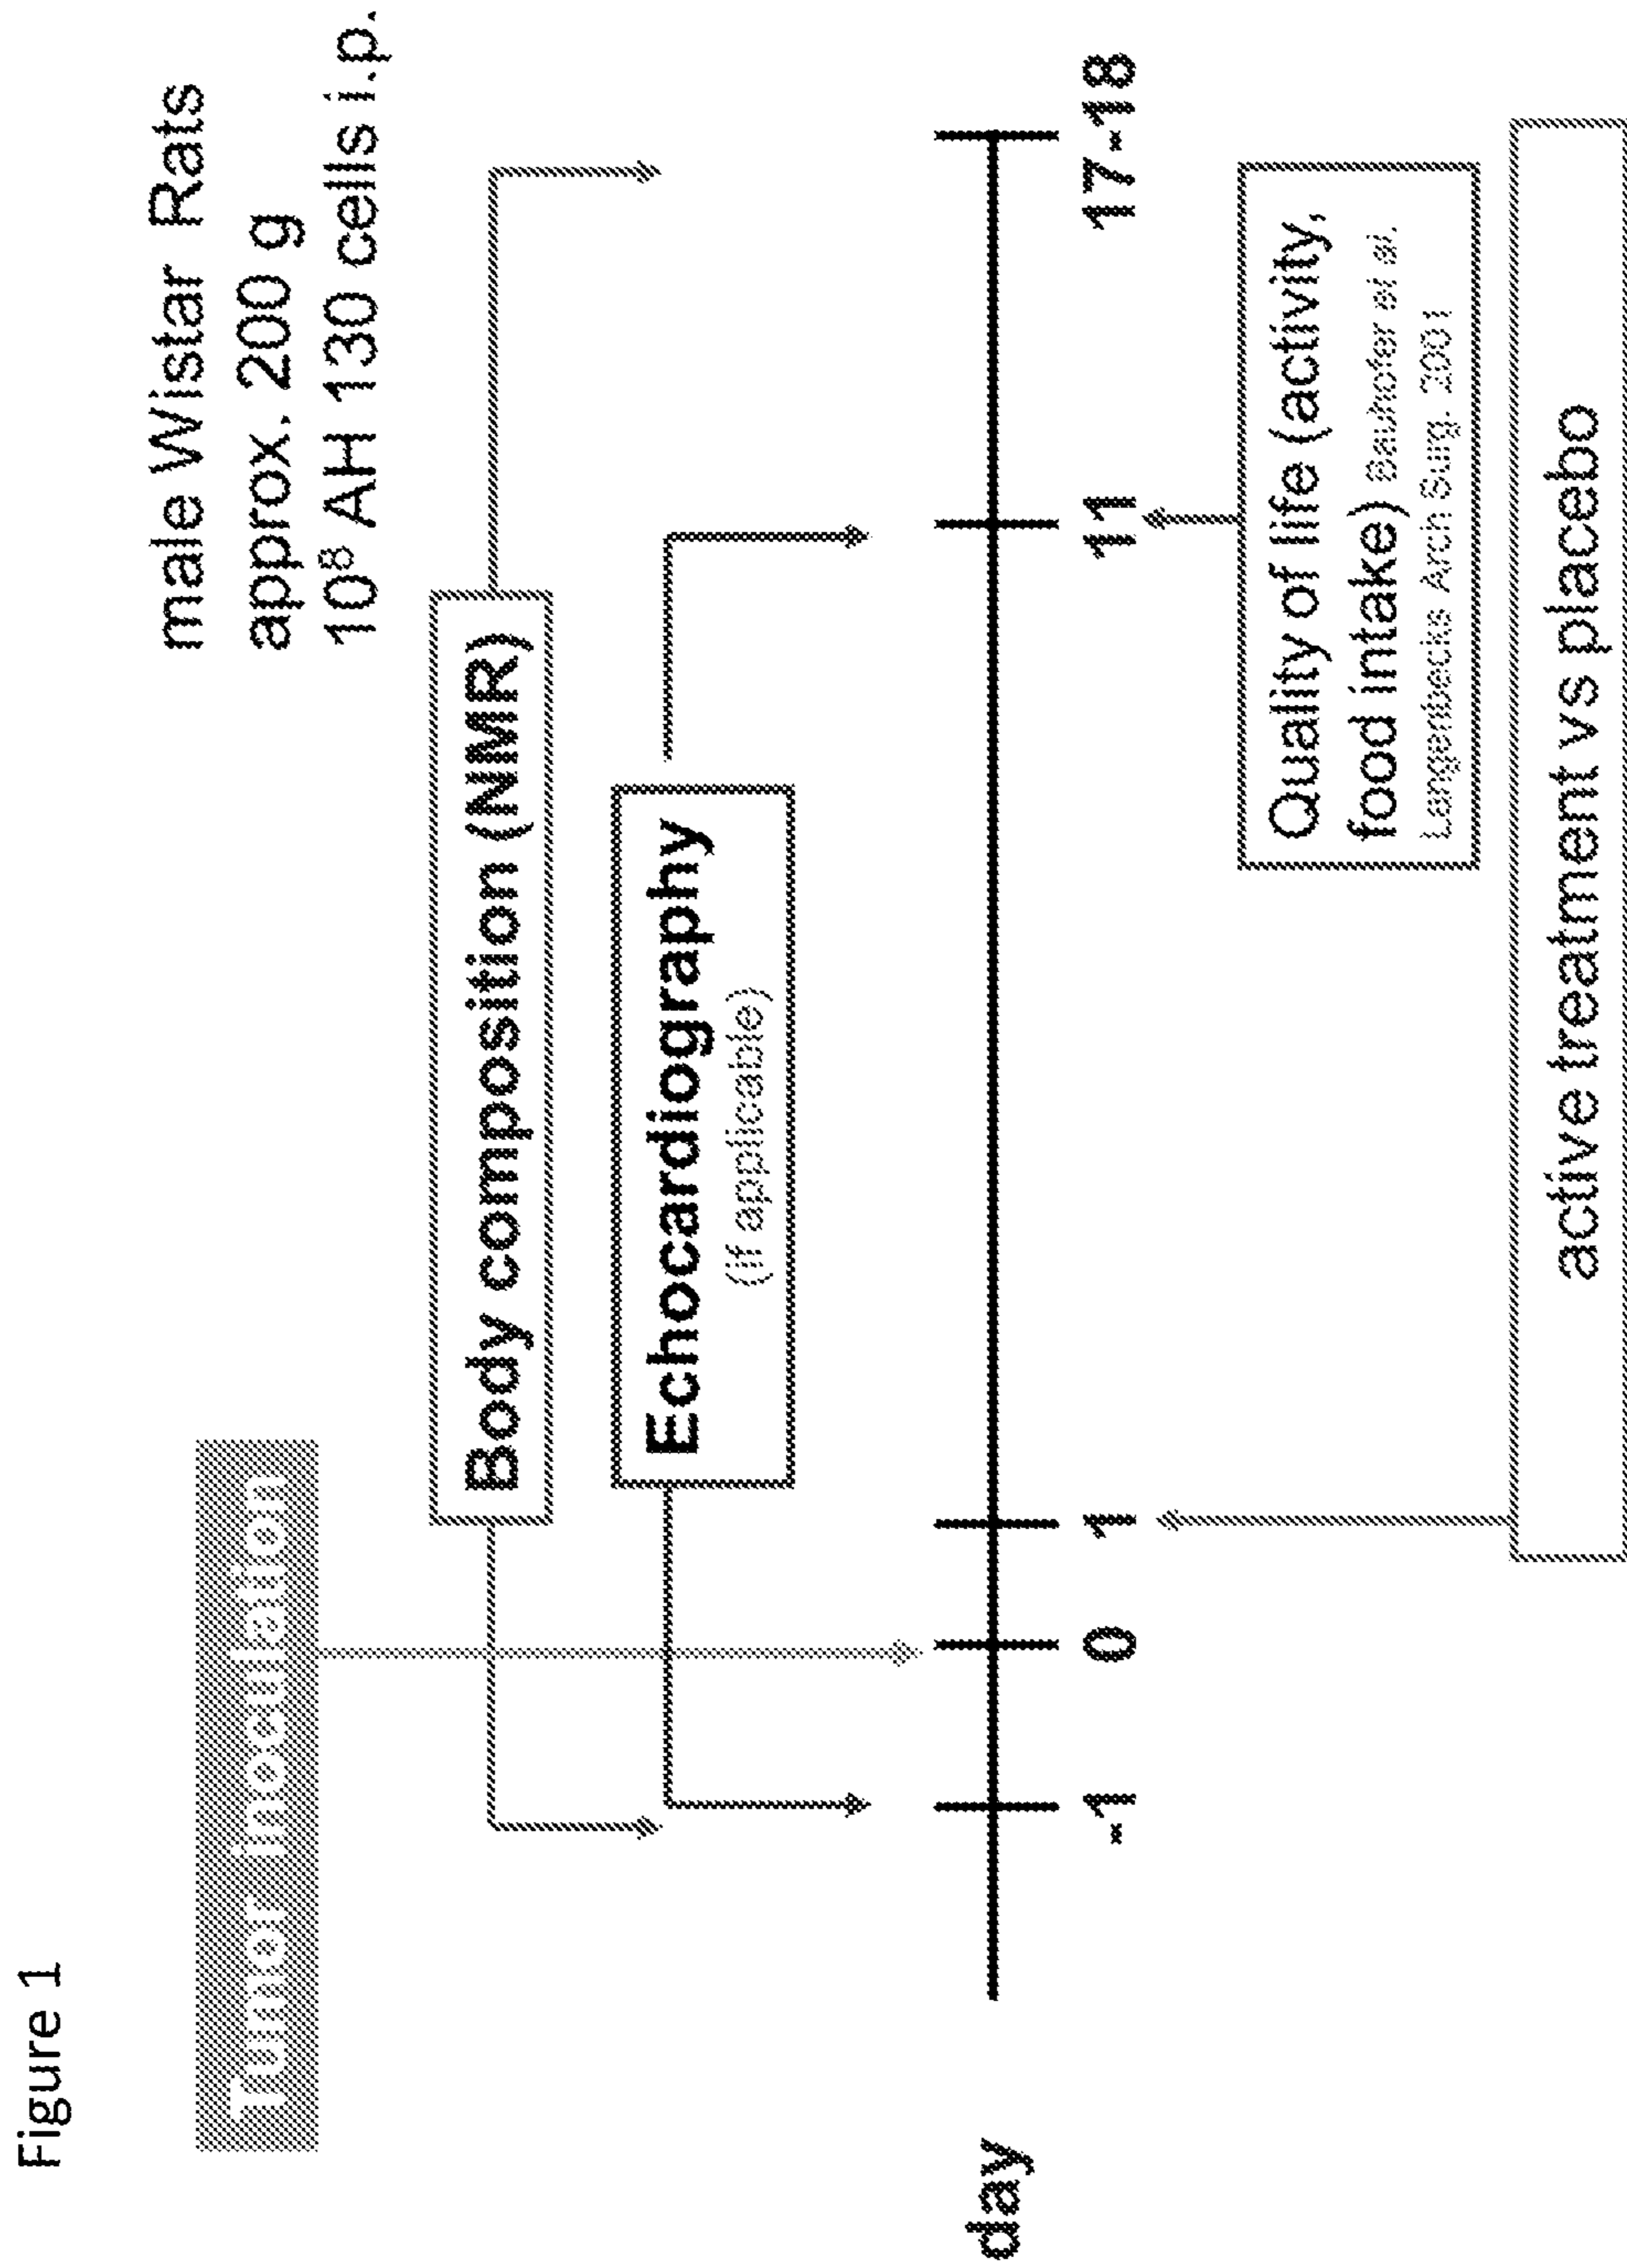 Figure 1
male Wistar Rats
approx. 200 g
10⁸ AH 130 cells i.p.
Tumor inoculation
Body composition (NMR)
Echocardiography
(if applicable)
day
-1
0
1
11
17-18
Quality of life (activity,
food intake) Bauhofer et al.
Langenbecks Arch Surg. 2001
active treatment vs placebo